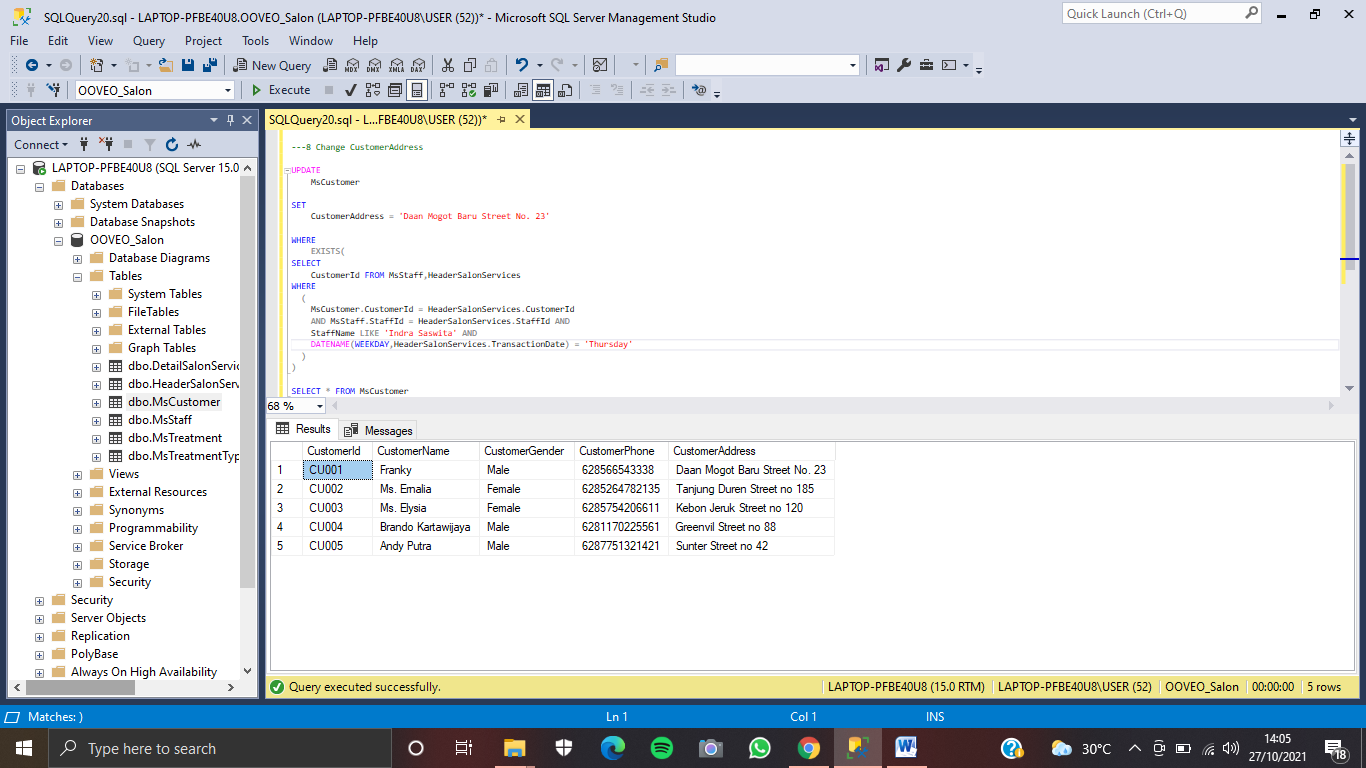 SQLQuery20.sql - LAPTOP-PFBE40U8.OOVEO_Salon (LAPTOP-PFBE40U8\USER (52))* - Microsoft SQL Server Management Studio
Quick Launch (Ctrl+Q)
File Edit View Query Project Tools Window Help
New Query MDX DMX XMLA DAX
OOVEO_Salon Execute
Object Explorer
Connect
LAPTOP-PFBE40U8 (SQL Server 15.0
Databases
System Databases
Database Snapshots
OOVEO_Salon
Database Diagrams
Tables
System Tables
FileTables
External Tables
Graph Tables
dbo.DetailSalonServic
dbo.HeaderSalonServ
dbo.MsCustomer
dbo.MsStaff
dbo.MsTreatment
dbo.MsTreatmentTyp
Views
External Resources
Synonyms
Programmability
Service Broker
Storage
Security
Security
Server Objects
Replication
PolyBase
Always On High Availability
SQLQuery20.sql - L...FBE40U8\USER (52))*
---8 Change CustomerAddress
UPDATE
MsCustomer
SET
CustomerAddress = 'Daan Mogot Baru Street No. 23'
WHERE
EXISTS(
SELECT
CustomerId FROM MsStaff,HeaderSalonServices
WHERE
(
MsCustomer.CustomerId = HeaderSalonServices.CustomerId
AND MsStaff.StaffId = HeaderSalonServices.StaffId AND
StaffName LIKE 'Indra Saswita' AND
DATENAME(WEEKDAY,HeaderSalonServices.TransactionDate) = 'Thursday'
)
)
SELECT * FROM MsCustomer
68 %
Results Messages
CustomerId CustomerName CustomerGender CustomerPhone CustomerAddress
1 CU001 Franky Male 628566543338 Daan Mogot Baru Street No. 23
2 CU002 Ms. Emalia Female 6285264782135 Tanjung Duren Street no 185
3 CU003 Ms. Elysia Female 6285754206611 Kebon Jeruk Street no 120
4 CU004 Brando Kartawijaya Male 6281170225561 Greenvil Street no 88
5 CU005 Andy Putra Male 6287751321421 Sunter Street no 42
Query executed successfully. LAPTOP-PFBE40U8 (15.0 RTM) LAPTOP-PFBE40U8\USER (52) OOVEO_Salon 00:00:00 5 rows
Matches: ) Ln 1 Col 1 INS
Type here to search
30°C
14:05
27/10/2021
18